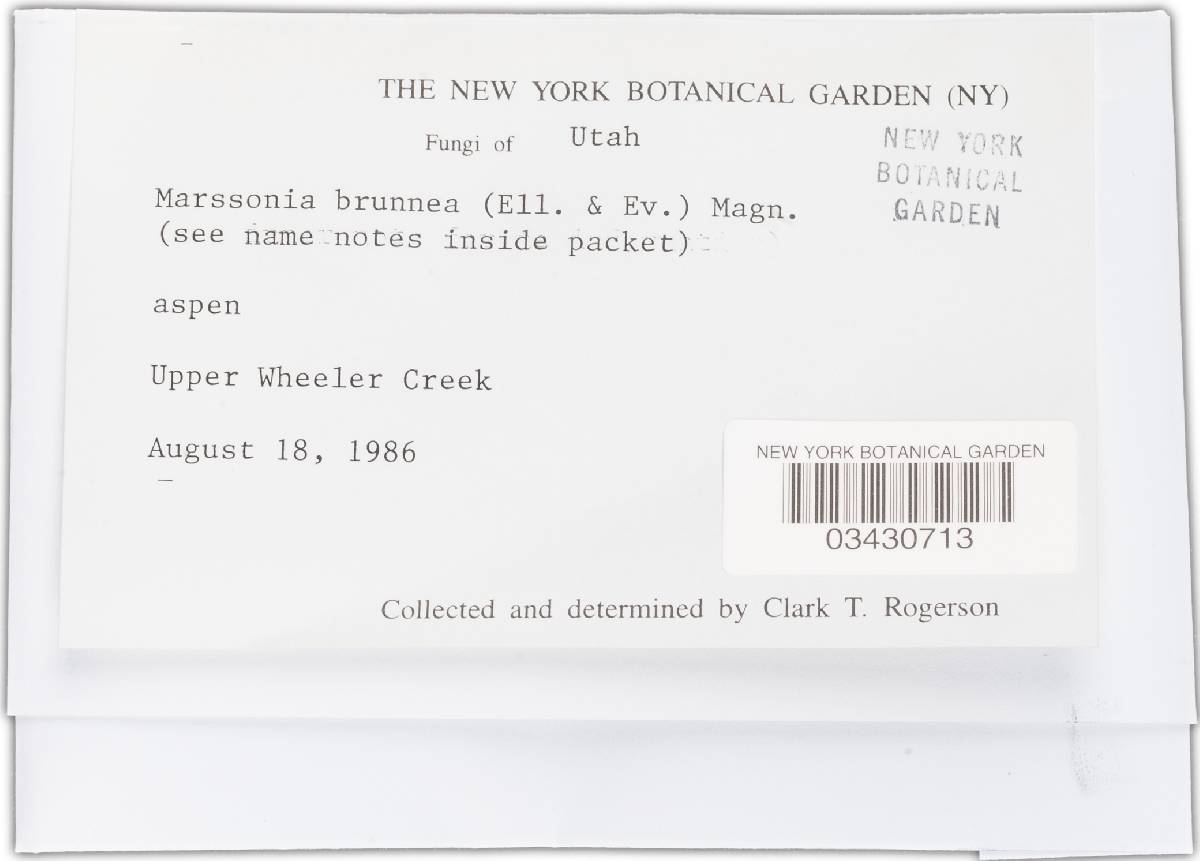 THE NEW YORK BOTANICAL GARDEN (NY)
Fungi of Utah
NEW YORK
BOTANICAL
GARDEN
Marssonia brunnea (Ell. & Ev.) Magn.
(see name notes inside packet)
aspen
Upper Wheeler Creek
August 18, 1986
NEW YORK BOTANICAL GARDEN
03430713
Collected and determined by Clark T. Rogerson